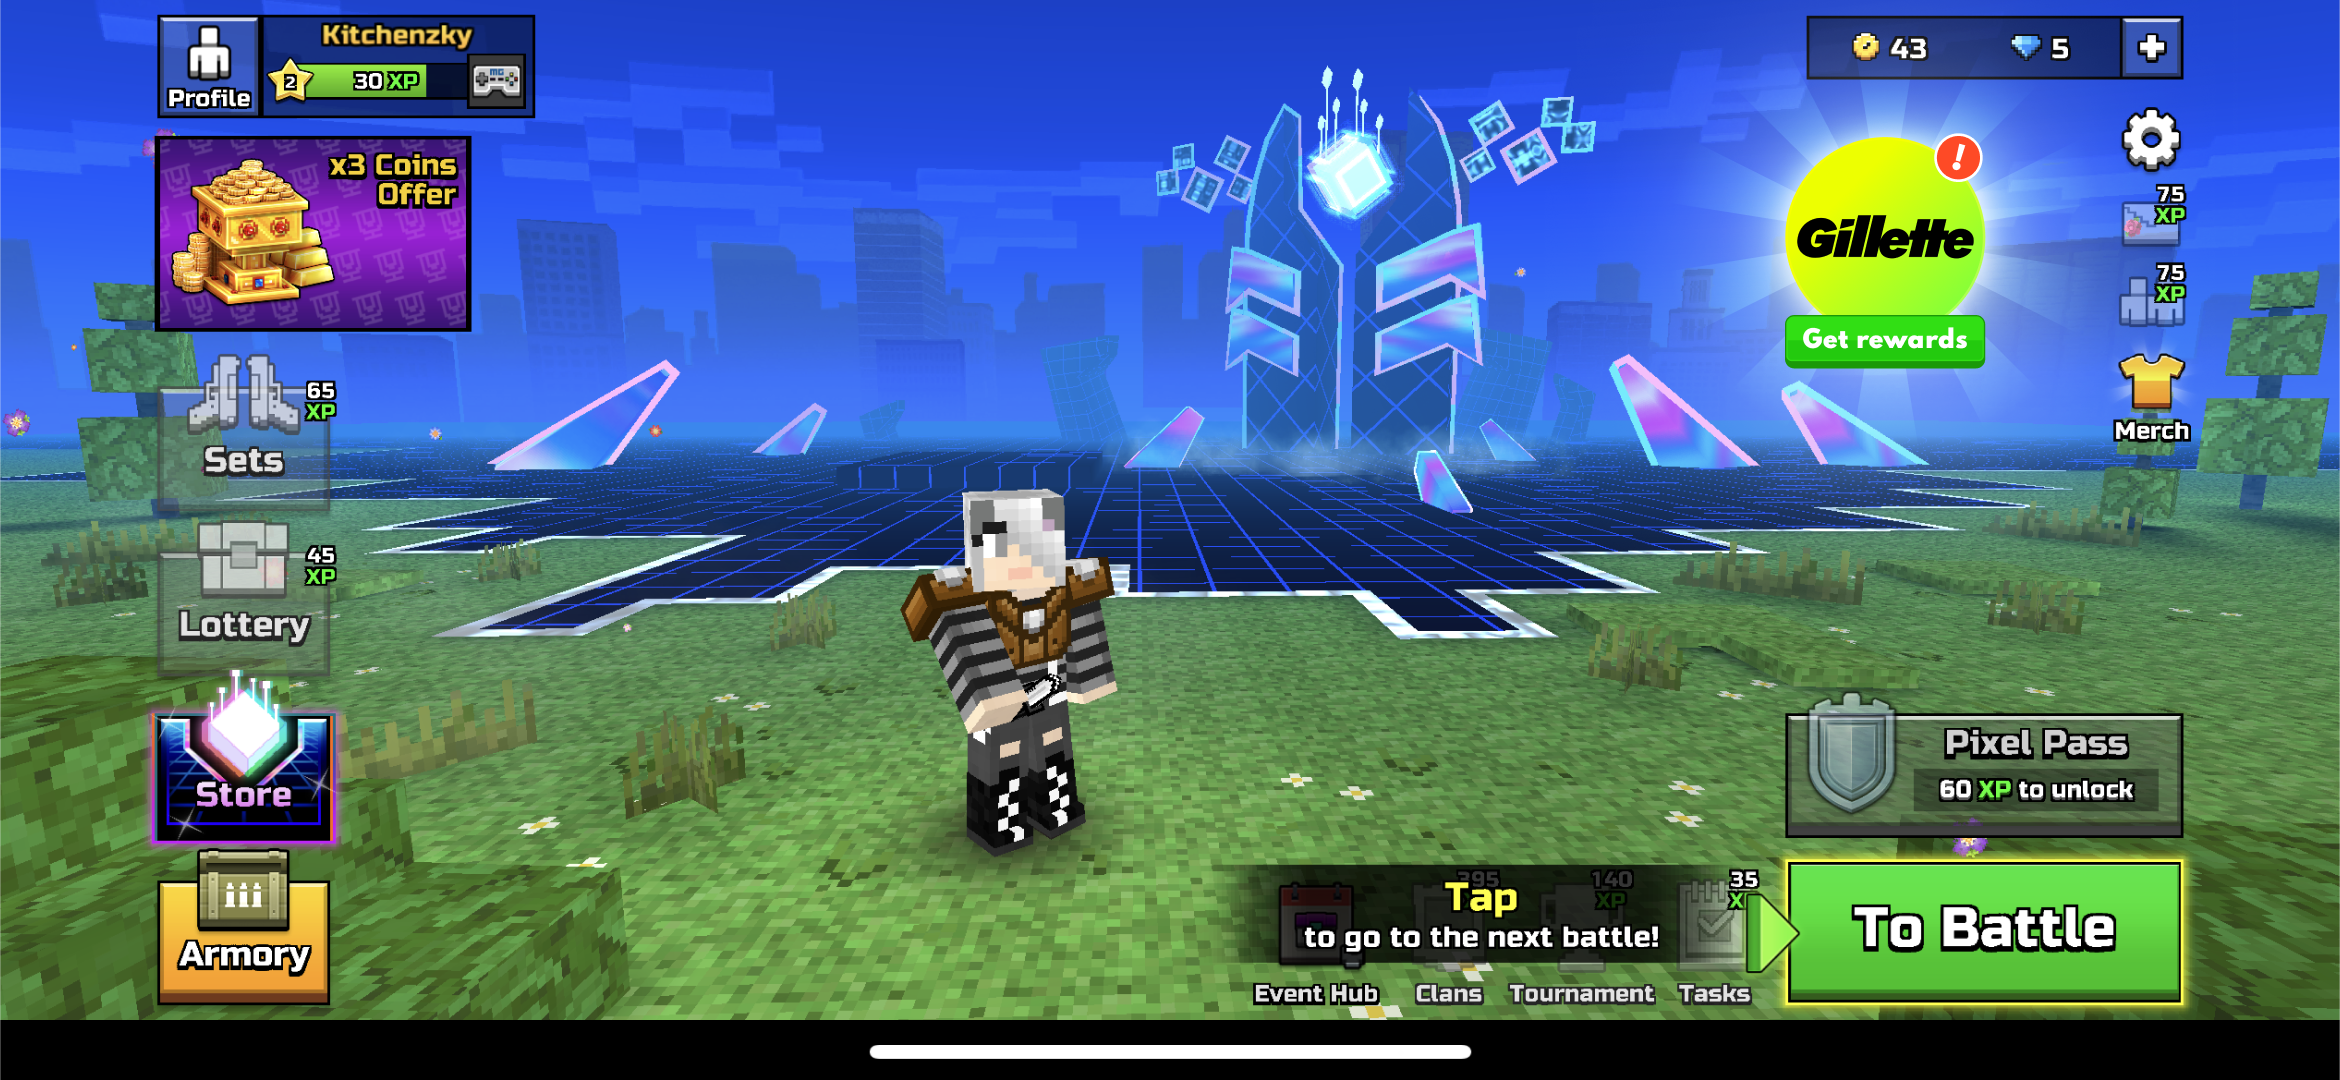 Kitchenzky
2
30 XP
MG
Profile
43
5
x3 Coins
Offer
!
Gillette
Get rewards
75
XP
75
XP
Merch
65
XP
Sets
45
XP
Lottery
Store
Armory
Pixel Pass
60 XP to unlock
395
140
XP
35
Tap
to go to the next battle!
To Battle
Event Hub
Clans
Tournament
Tasks